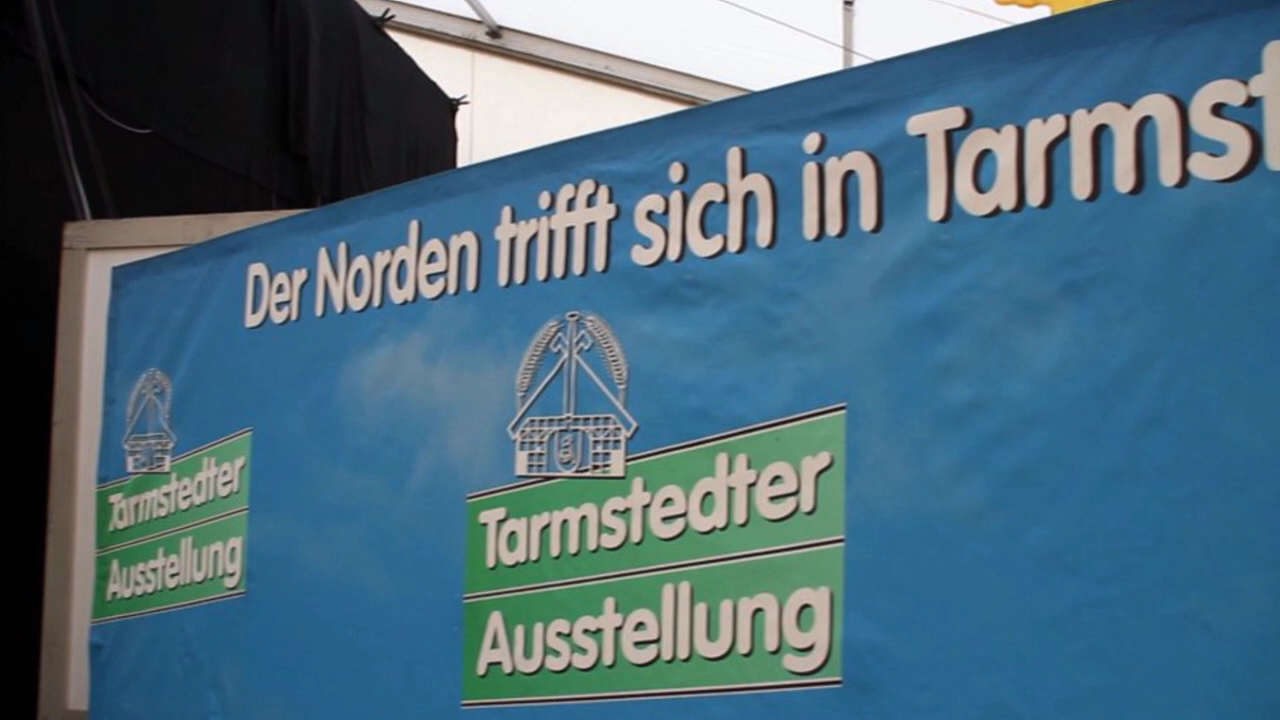 Der Norden trifft sich in Tarmst
Tarmstedter
Ausstellung
Tarmstedter
Ausstellung